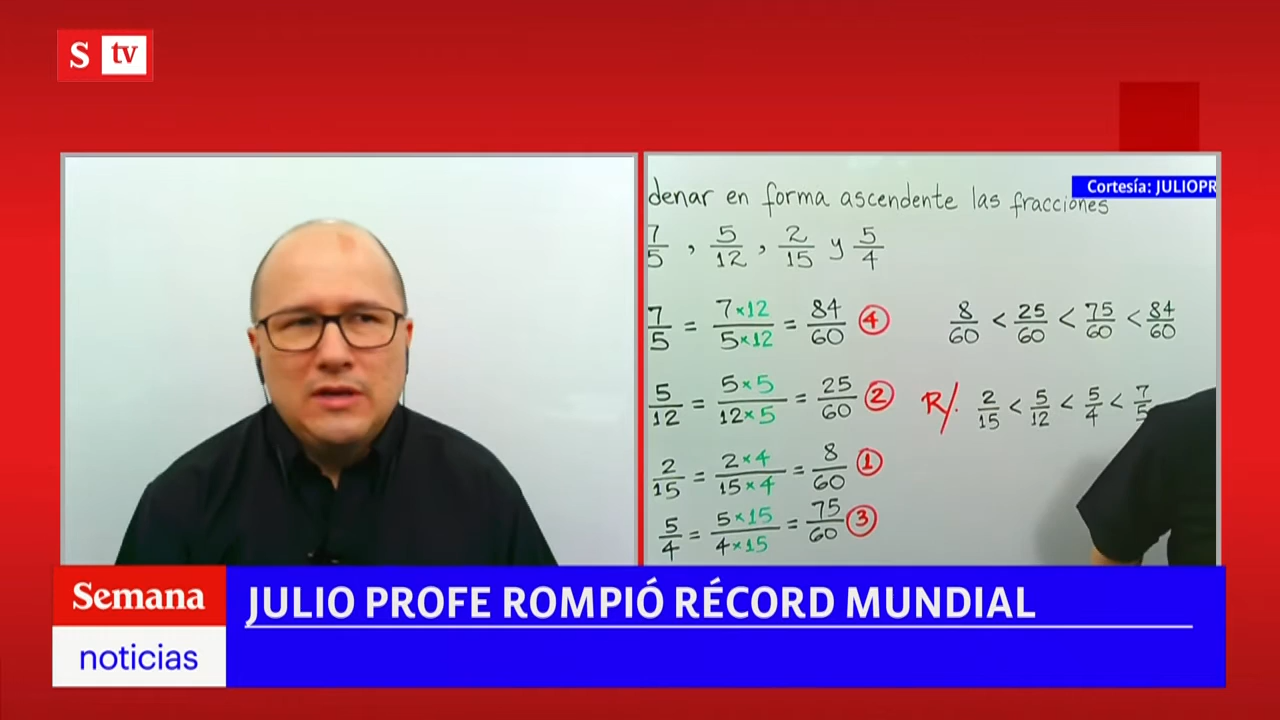 S tv
Cortesía: JULIOPR
denar en forma ascendente las fracciones
7/5 , 5/12 , 2/15 y 5/4
7/5 = 7×12/5×12 = 84/60 ④
8/60 < 25/60 < 75/60 < 84/60
5/12 = 5×5/12×5 = 25/60 ②
R/. 2/15 < 5/12 < 5/4 < 7/5
2/15 = 2×4/15×4 = 8/60 ①
5/4 = 5×15/4×15 = 75/60 ③
Semana
noticias
JULIO PROFE ROMPIÓ RÉCORD MUNDIAL